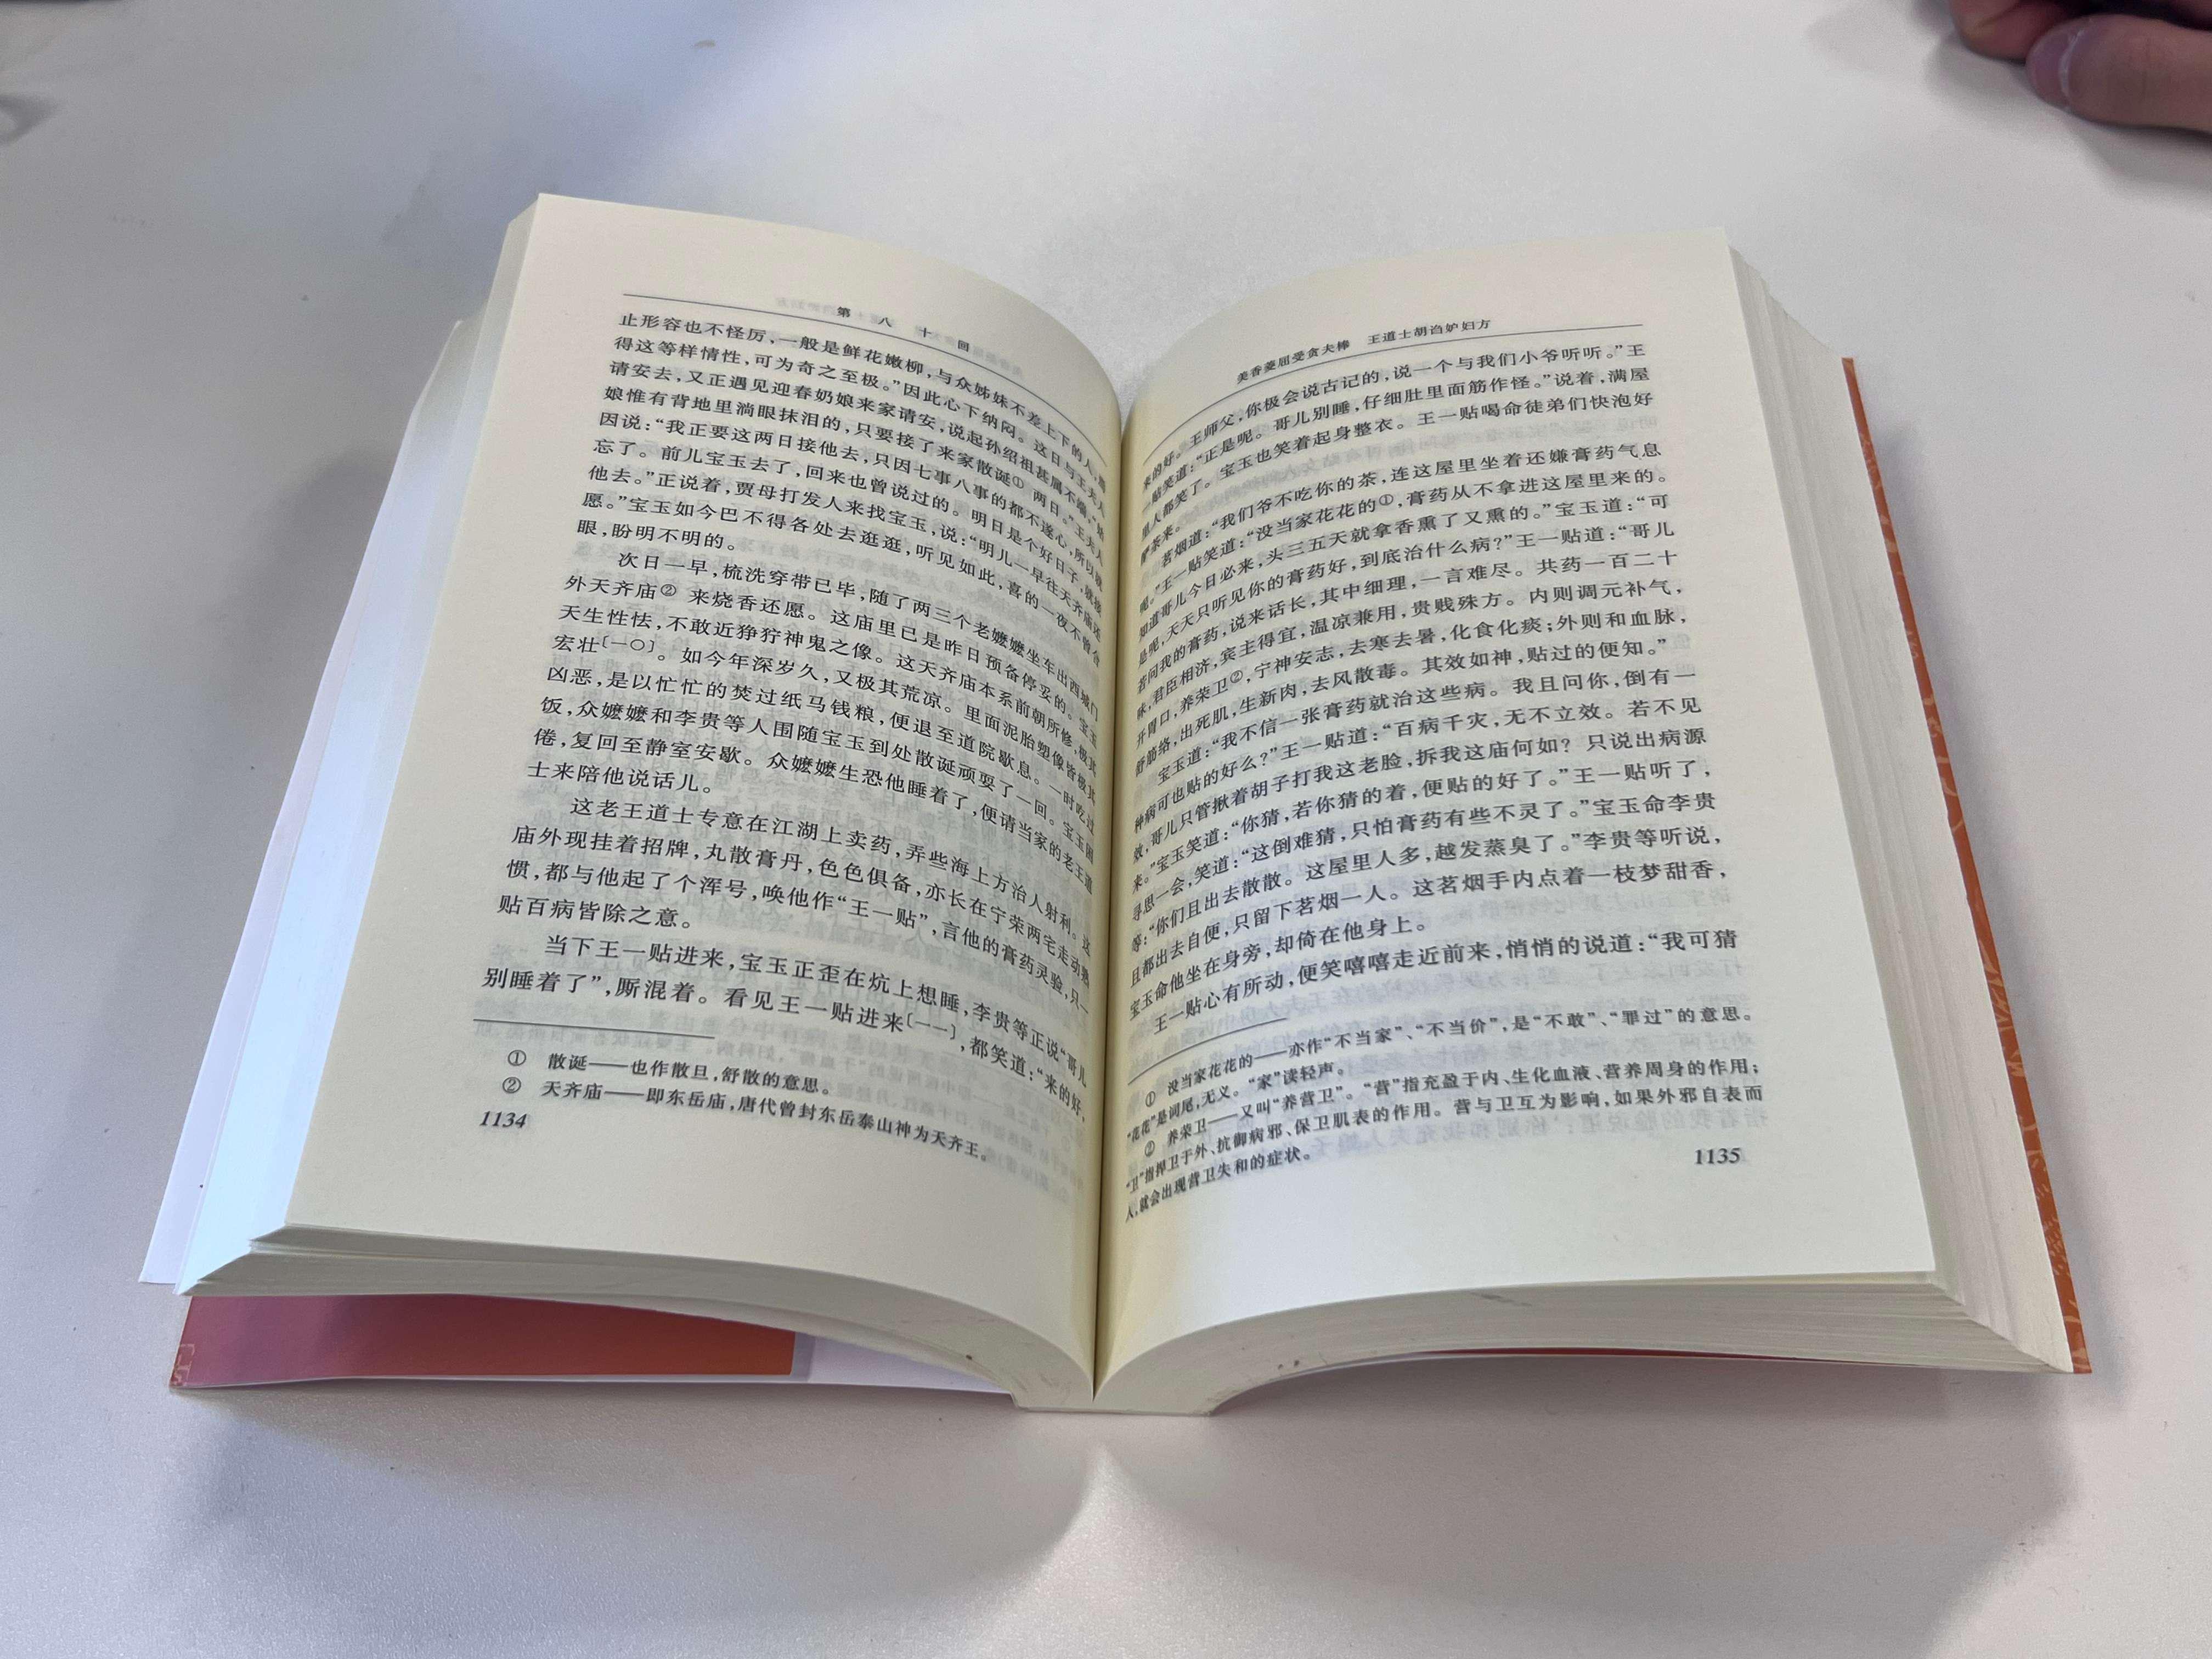 第八十回
止形容也不怪厉，一般是鲜花嫩柳，与众姊妹不差上下的人，焉
得这等样情性，可为奇之至极。”因此心下纳闷。这日与王夫人
请安去，又正遇见迎春奶娘来家请安，说起孙绍祖甚属不端，“姑
娘惟有背地里淌眼抹泪的，只要接了来家散诞① 两日。”王夫人
因说：“我正要这两日接他去，只因七事八事的都不遂心，所以就
忘了。前儿宝玉去了，回来也曾说过的。明日是个好日子，就接
他去。”正说着，贾母打发人来找宝玉，说：“明儿一早往天齐庙还
愿。”宝玉如今巴不得各处去逛逛，听见如此，喜的一夜不曾合
眼，盼明不明的。
次日一早，梳洗穿带已毕，随了两三个老嬷嬷坐车出西城门
外天齐庙② 来烧香还愿。这庙里已是昨日预备停妥的。宝玉
天生性怯，不敢近狰狞神鬼之像。这天齐庙本系前朝所修，极其
宏壮〔一〇〕。如今年深岁久，又极其荒凉。里面泥胎塑像皆极其
凶恶，是以忙忙的焚过纸马钱粮，便退至道院歇息。一时吃过
饭，众嬷嬷和李贵等人围随宝玉到处散诞顽耍了一回。宝玉困
倦，复回至静室安歇。众嬷嬷生恐他睡着了，便请当家的老王道
士来陪他说话儿。
这老王道士专意在江湖上卖药，弄些海上方治人射利。这
庙外现挂着招牌，丸散膏丹，色色俱备，亦长在宁荣两宅走动熟
惯，都与他起了个浑号，唤他作“王一贴”，言他的膏药灵验，只一
贴百病皆除之意。
当下王一贴进来，宝玉正歪在炕上想睡，李贵等正说“哥儿
别睡着了”，厮混着。看见王一贴进来〔一一〕，都笑道：“来的好，
① 散诞——也作散旦，舒散的意思。
② 天齐庙——即东岳庙，唐代曾封东岳泰山神为天齐王。
1134
美香菱屈受贪夫棒 王道士胡诌妒妇方
来的好。王师父，你极会说古记的，说一个与我们小爷听听。”王
一贴笑道：“正是呢。哥儿别睡，仔细肚里面筋作怪。”说着，满屋
里人都笑了。宝玉也笑着起身整衣。王一贴喝命徒弟们快泡好
酽茶来。
茗烟道：“我们爷不吃你的茶，连这屋里坐着还嫌膏药气息
呢。”王一贴笑道：“没当家花花的①，膏药从不拿进这屋里来的。
知道哥儿今日必来，头三五天就拿香熏了又熏的。”宝玉道：“可
是呢，天天只听见你的膏药好，到底治什么病？”王一贴道：“哥儿
若问我的膏药，说来话长，其中细理，一言难尽。共药一百二十
味，君臣相济，宾主得宜，温凉兼用，贵贱殊方。内则调元补气，
开胃口，养荣卫②，宁神安志，去寒去暑，化食化痰；外则和血脉，
舒筋络，出死肌，生新肉，去风散毒。其效如神，贴过的便知。”
宝玉道：“我不信一张膏药就治这些病。我且问你，倒有一
种病可也贴的好么？”王一贴道：“百病千灾，无不立效。若不见
效，哥儿只管揪着胡子打我这老脸，拆我这庙何如？只说出病源
来。”宝玉笑道：“你猜，若你猜的着，便贴的好了。”王一贴听了，
寻思一会，笑道：“这倒难猜，只怕膏药有些不灵了。”宝玉命李贵
等：“你们且出去散散。这屋里人多，越发蒸臭了。”李贵等听说，
且都出去自便，只留下茗烟一人。这茗烟手内点着一枝梦甜香，
宝玉命他坐在身旁，却倚在他身上。
王一贴心有所动，便笑嘻嘻走近前来，悄悄的说道：“我可猜
① 没当家花花的——亦作“不当家”、“不当价”，是“不敢”、“罪过”的意思。
“花花”是词尾，无义。“家”读轻声。
② 养荣卫——又叫“养营卫”。“营”指充盈于内、生化血液、营养周身的作用；
“卫”指捍卫于外、抗御病邪、保卫肌表的作用。营与卫互为影响，如果外邪自表而
入，就会出现营卫失和的症状。
1135